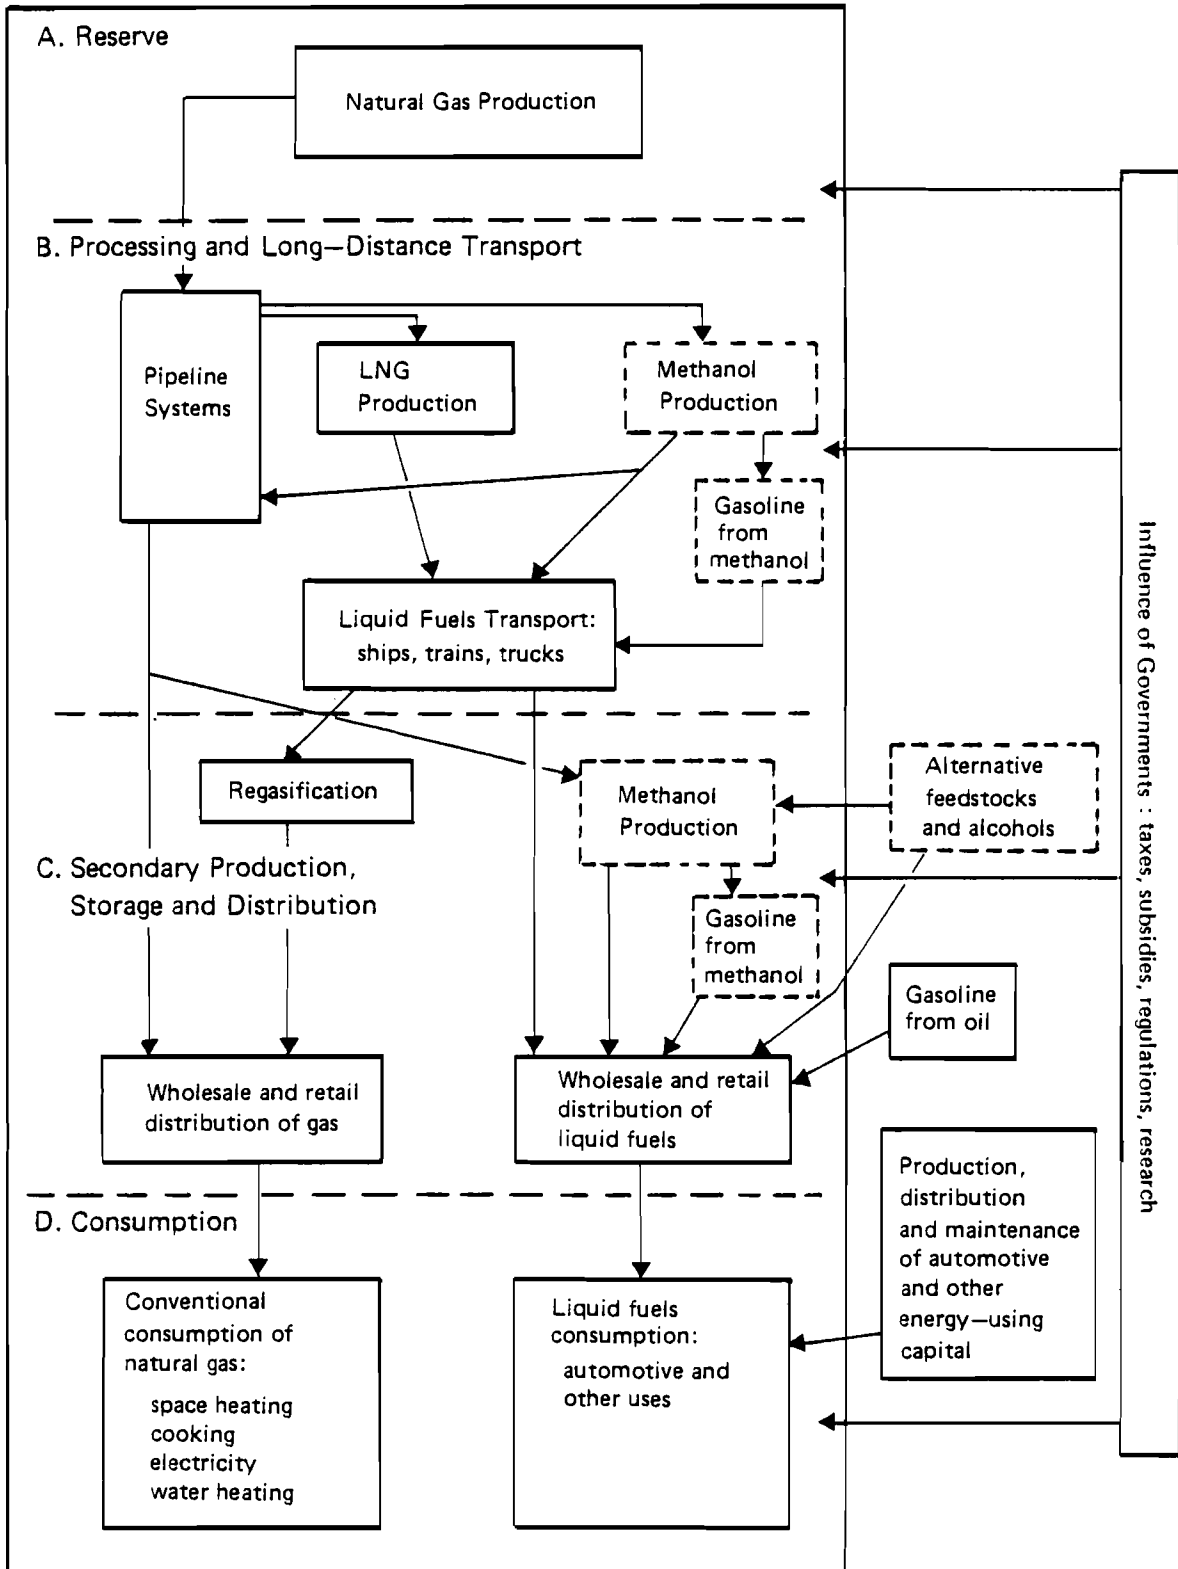 A. Reserve
Natural Gas Production
B. Processing and Long—Distance Transport
Pipeline
Systems
LNG
Production
Methanol
Production
Gasoline
from
methanol
Liquid Fuels Transport:
ships, trains, trucks
Regasification
Methanol
Production
Alternative
feedstocks
and alcohols
C. Secondary Production,
Storage and Distribution
Gasoline
from
methanol
Gasoline
from oil
Wholesale and retail
distribution of gas
Wholesale and retail
distribution of
liquid fuels
Production,
distribution
and maintenance
of automotive
and other
energy—using
capital
D. Consumption
Conventional
consumption of
natural gas:
space heating
cooking
electricity
water heating
Liquid fuels
consumption:
automotive and
other uses
Influence of Governments : taxes, subsidies, regulations, research